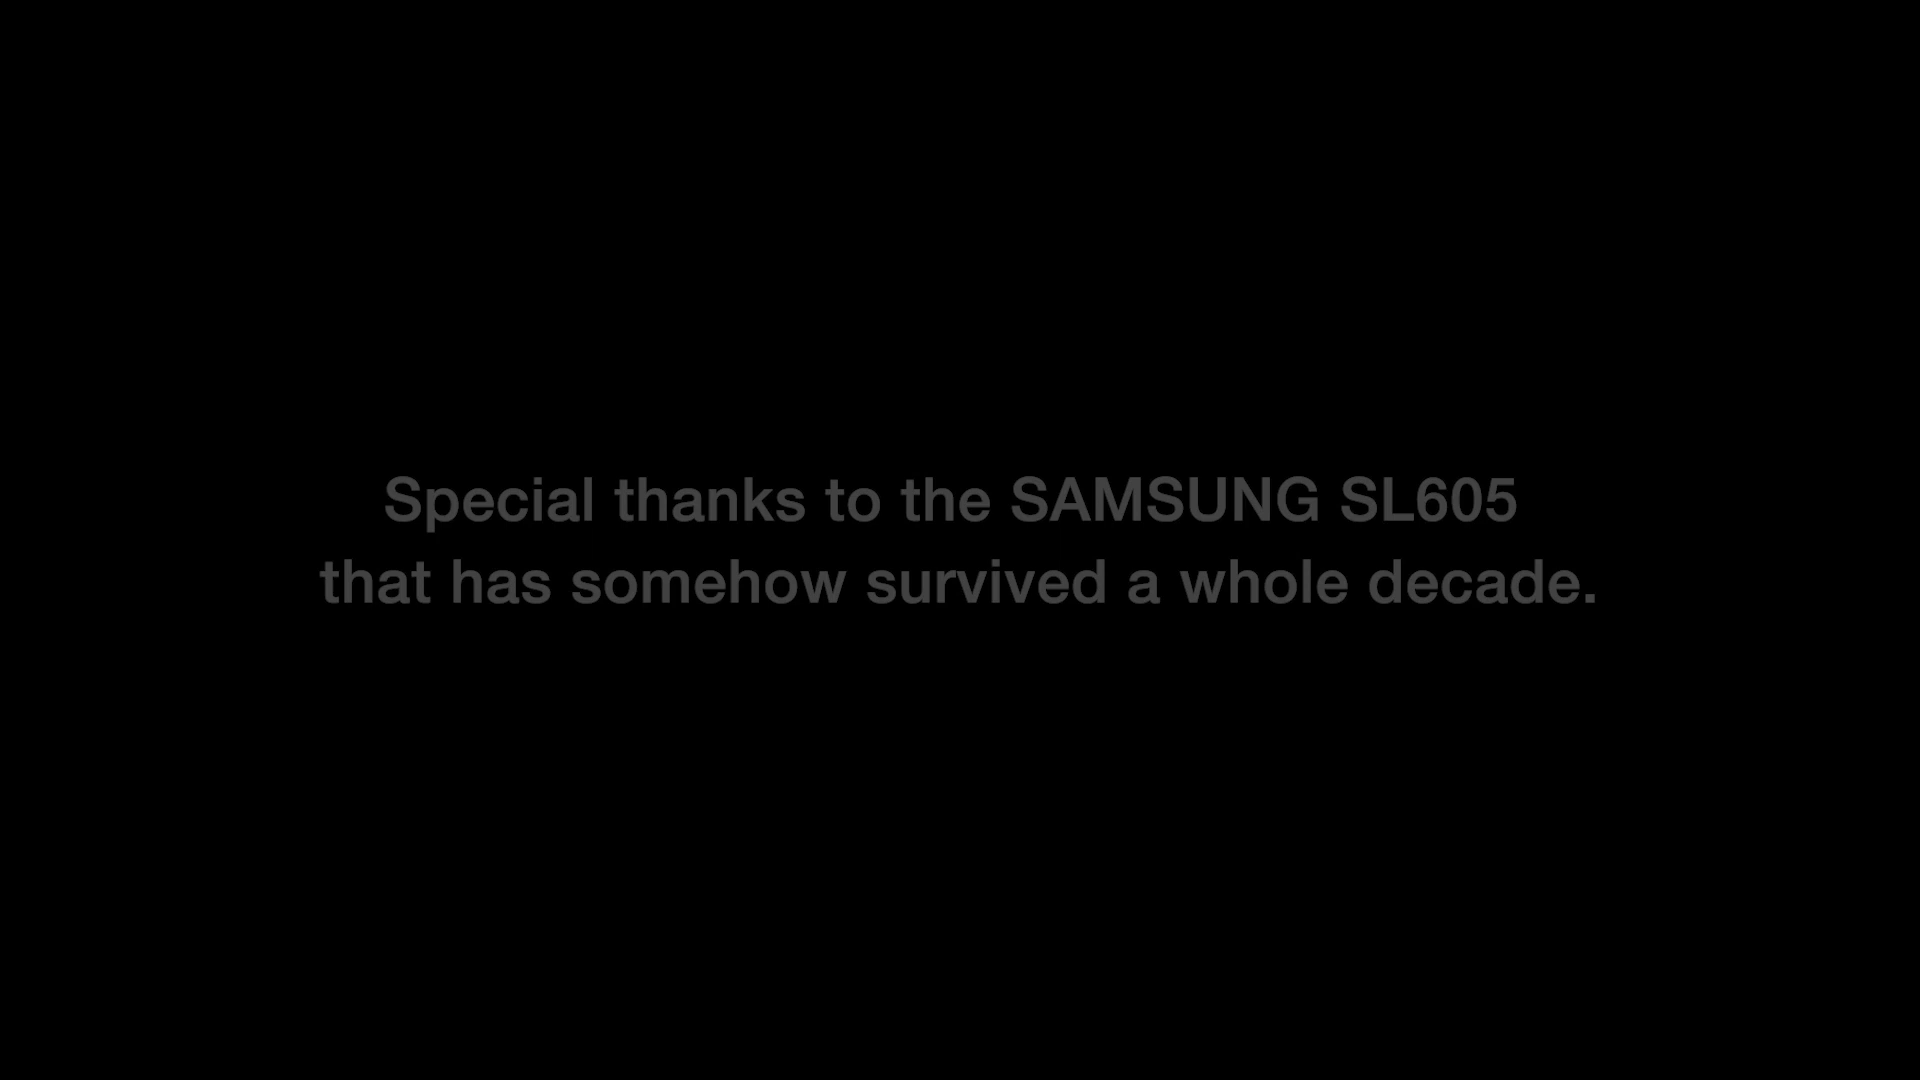 Special thanks to the SAMSUNG SL605
that has somehow survived a whole decade.